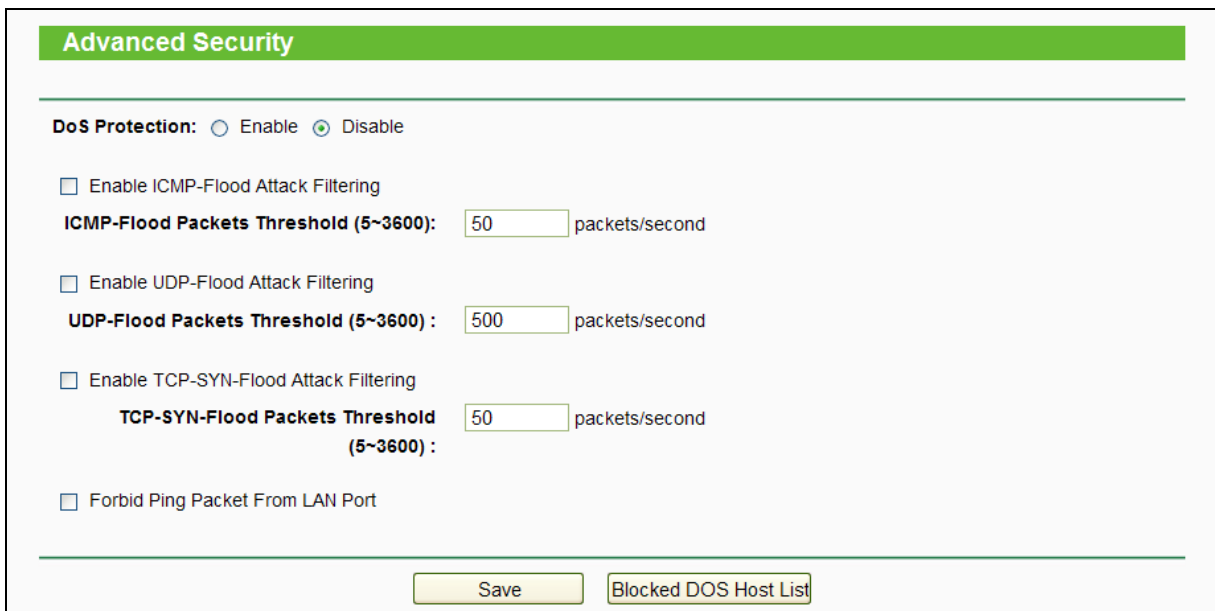 Advanced Security
DoS Protection: Enable Disable
Enable ICMP-Flood Attack Filtering
ICMP-Flood Packets Threshold (5~3600): 50 packets/second
Enable UDP-Flood Attack Filtering
UDP-Flood Packets Threshold (5~3600) : 500 packets/second
Enable TCP-SYN-Flood Attack Filtering
TCP-SYN-Flood Packets Threshold 50 packets/second
(5~3600) :
Forbid Ping Packet From LAN Port
Save Blocked DOS Host List